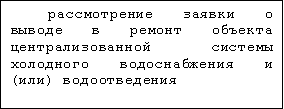 рассмотрение заявки о
выводе в ремонт объекта
централизованной системы
холодного водоснабжения и
(или) водоотведения